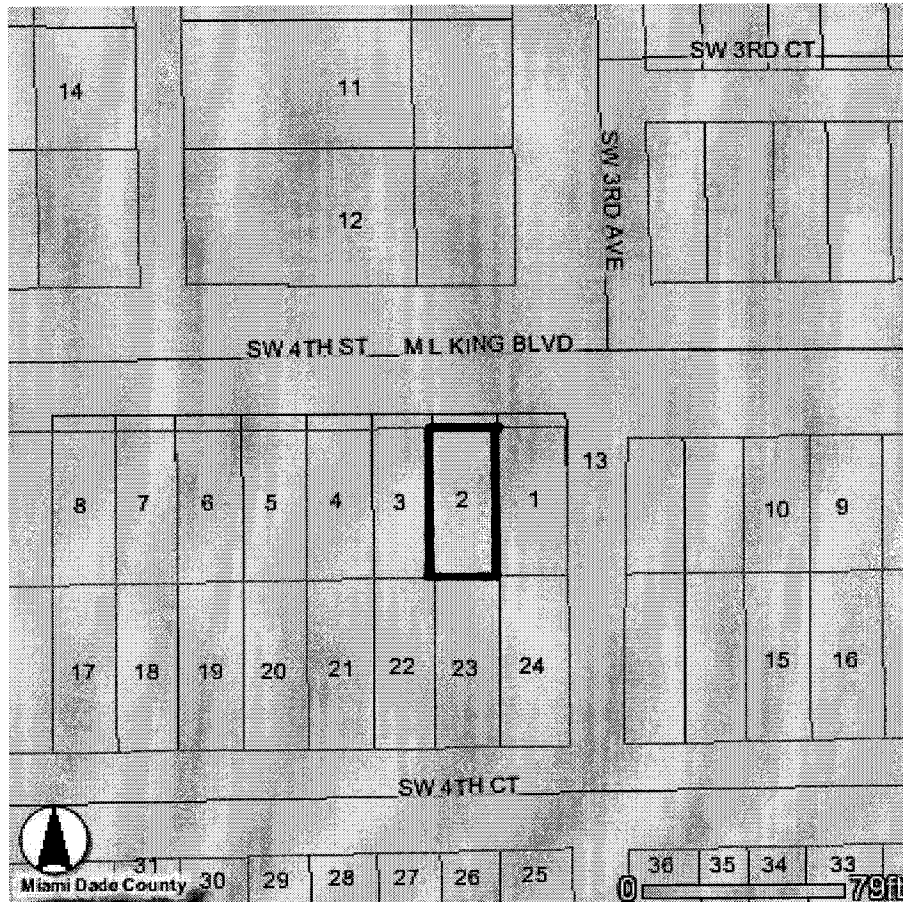 SW 3RD CT
14
11
SW 3RD AVE
12
SW 4TH ST
M L KING BLVD
13
8 7 6 5 4 3 2 1
10 9
17 18 19 20 21 22 23 24
15 16
SW 4TH CT
31 30 29 28 27 26 25
36 35 34 33
Miami Dade County
0 79ft